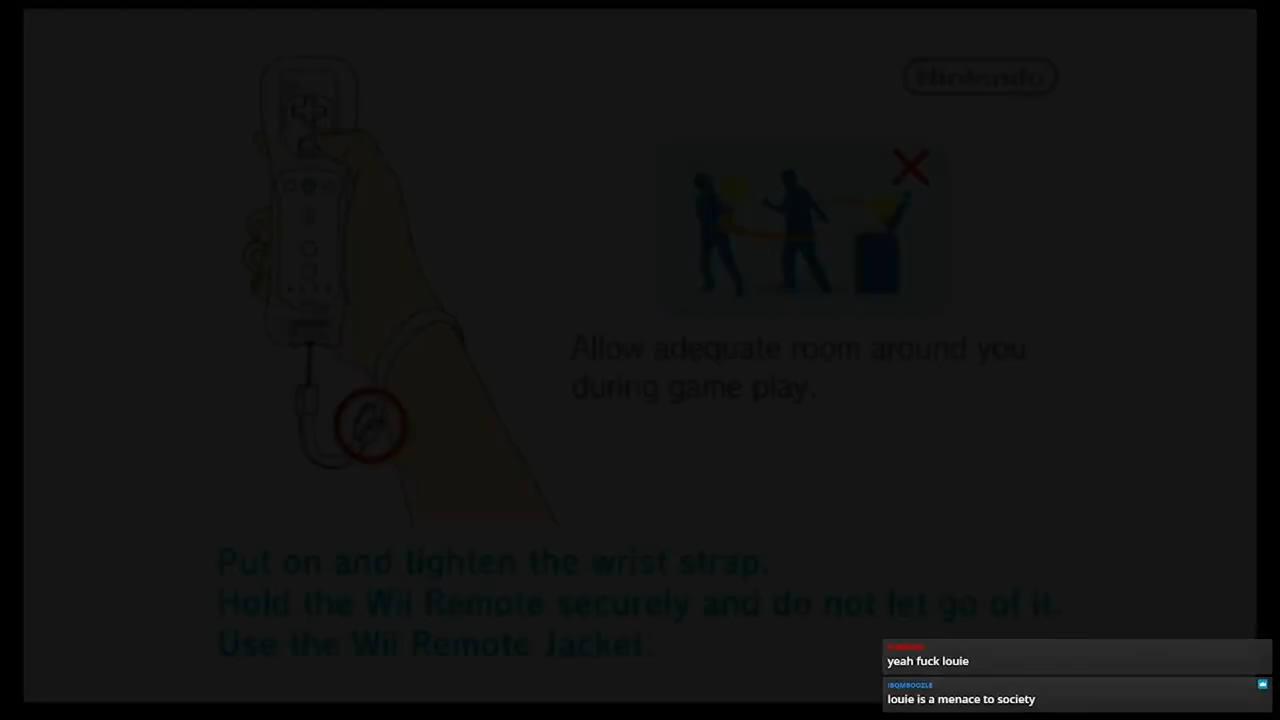 Nintendo
Allow adequate room around you
during game play.
Put on and tighten the wrist strap.
Hold the Wii Remote securely and do not let go of it.
Use the Wii Remote Jacket.
yeah fuck louie
IBQMBOOZLE
louie is a menace to society